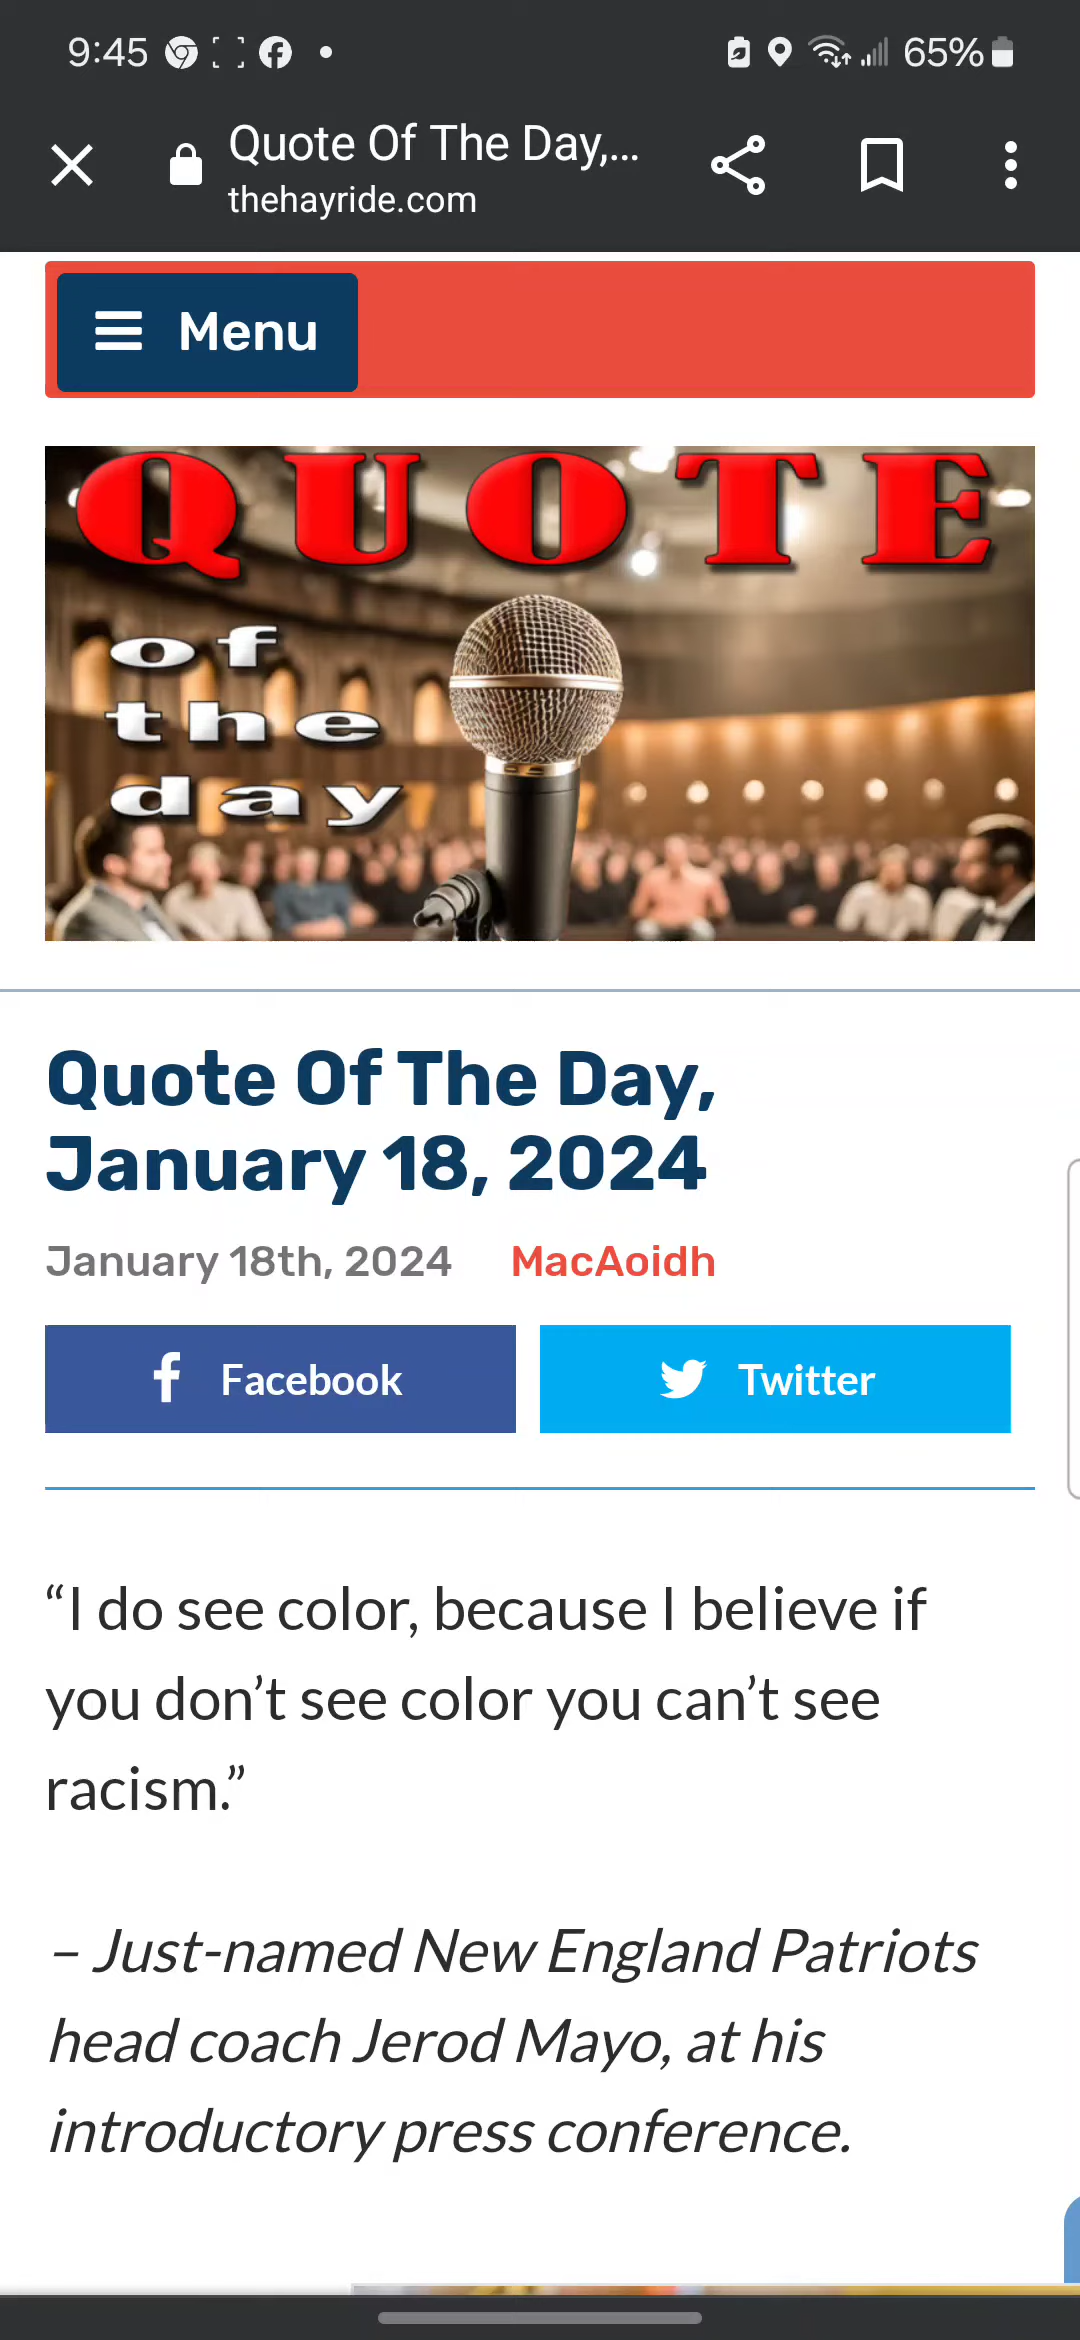 9:45
65%
Quote Of The Day,...
thehayride.com
Menu
QUOTE
of
the
day
Quote Of The Day,
January 18, 2024
January 18th, 2024 MacAoidh
Facebook Twitter
“I do see color, because I believe if
you don’t see color you can’t see
racism.”
– Just-named New England Patriots
head coach Jerod Mayo, at his
introductory press conference.